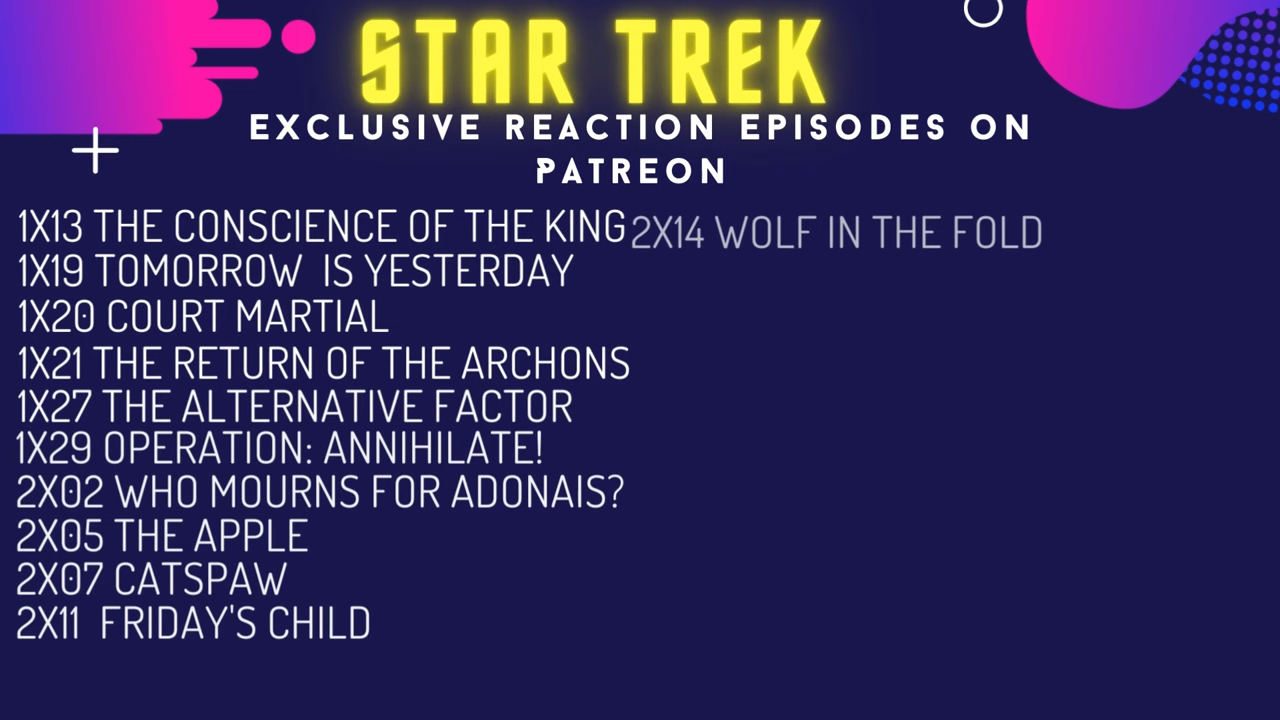 STAR TREK
EXCLUSIVE REACTION EPISODES ON
PATREON
1X13 THE CONSCIENCE OF THE KING
1X19 TOMORROW IS YESTERDAY
1X20 COURT MARTIAL
1X21 THE RETURN OF THE ARCHONS
1X27 THE ALTERNATIVE FACTOR
1X29 OPERATION: ANNIHILATE!
2X02 WHO MOURNS FOR ADONAIS?
2X05 THE APPLE
2X07 CATSPAW
2X11 FRIDAY'S CHILD
2X14 WOLF IN THE FOLD